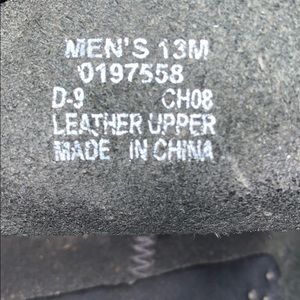 MEN'S 13M
0197558
D-9 CH08
LEATHER UPPER
MADE IN CHINA